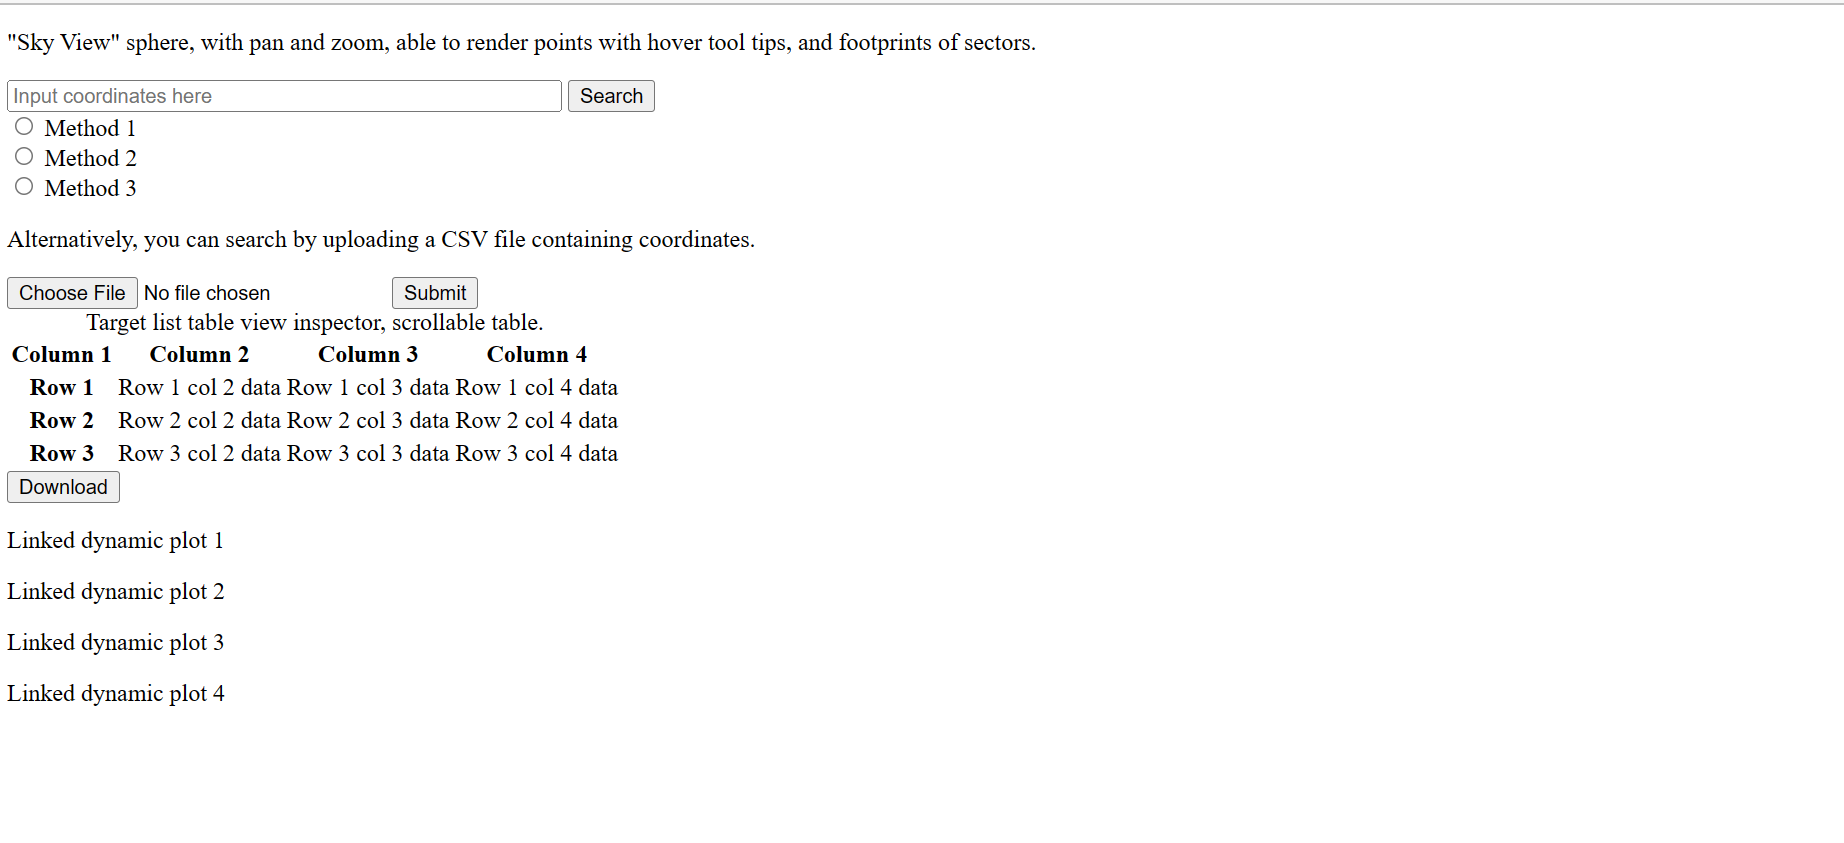 "Sky View" sphere, with pan and zoom, able to render points with hover tool tips, and footprints of sectors.
Input coordinates here Search
Method 1
Method 2
Method 3
Alternatively, you can search by uploading a CSV file containing coordinates.
Choose File No file chosen Submit
Target list table view inspector, scrollable table.
Column 1 Column 2 Column 3 Column 4
Row 1 Row 1 col 2 data Row 1 col 3 data Row 1 col 4 data
Row 2 Row 2 col 2 data Row 2 col 3 data Row 2 col 4 data
Row 3 Row 3 col 2 data Row 3 col 3 data Row 3 col 4 data
Download
Linked dynamic plot 1
Linked dynamic plot 2
Linked dynamic plot 3
Linked dynamic plot 4